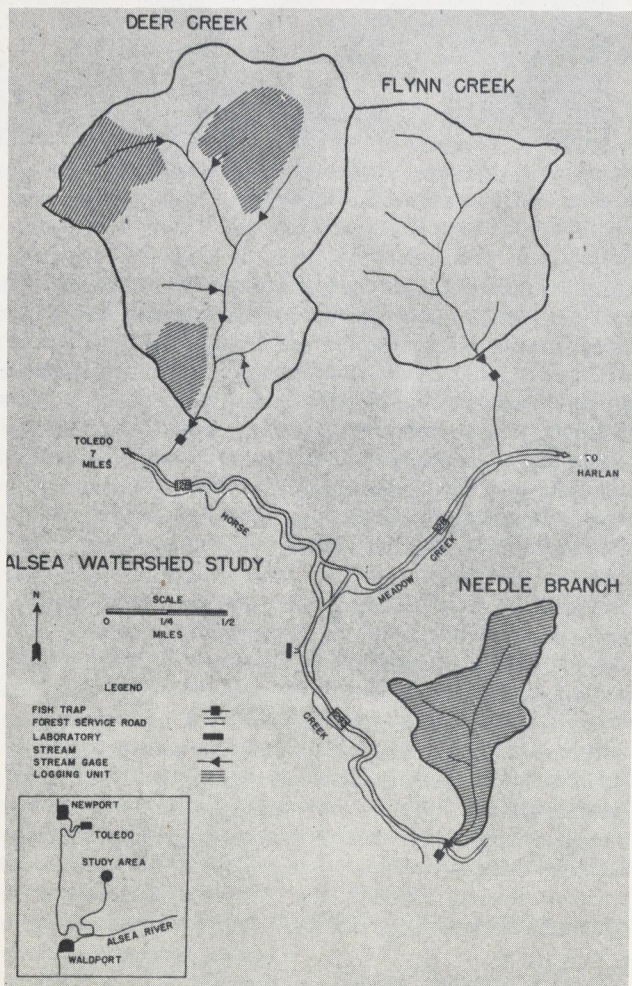 DEER CREEK
FLYNN CREEK
TOLEDO
7
MILES
TO
HARLAN
HORSE
CREEK
MEADOW
CREEK
ALSEA WATERSHED STUDY
NEEDLE BRANCH
N
SCALE
0 1/4 1/2
MILES
LEGEND
FISH TRAP
FOREST SERVICE ROAD
LABORATORY
STREAM
STREAM GAGE
LOGGING UNIT
NEWPORT
TOLEDO
STUDY AREA
ALSEA RIVER
WALDPORT